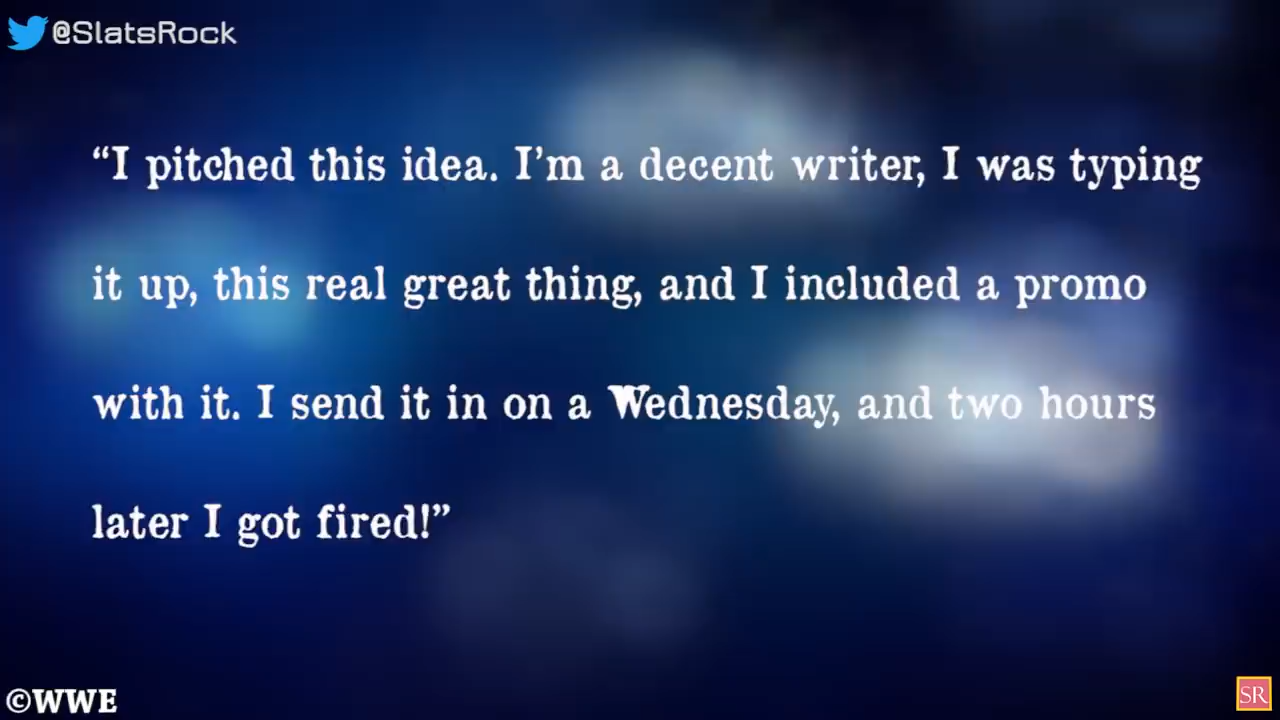 @SlatsRock
“I pitched this idea. I’m a decent writer, I was typing
it up, this real great thing, and I included a promo
with it. I send it in on a Wednesday, and two hours
later I got fired!”
©WWE
SR